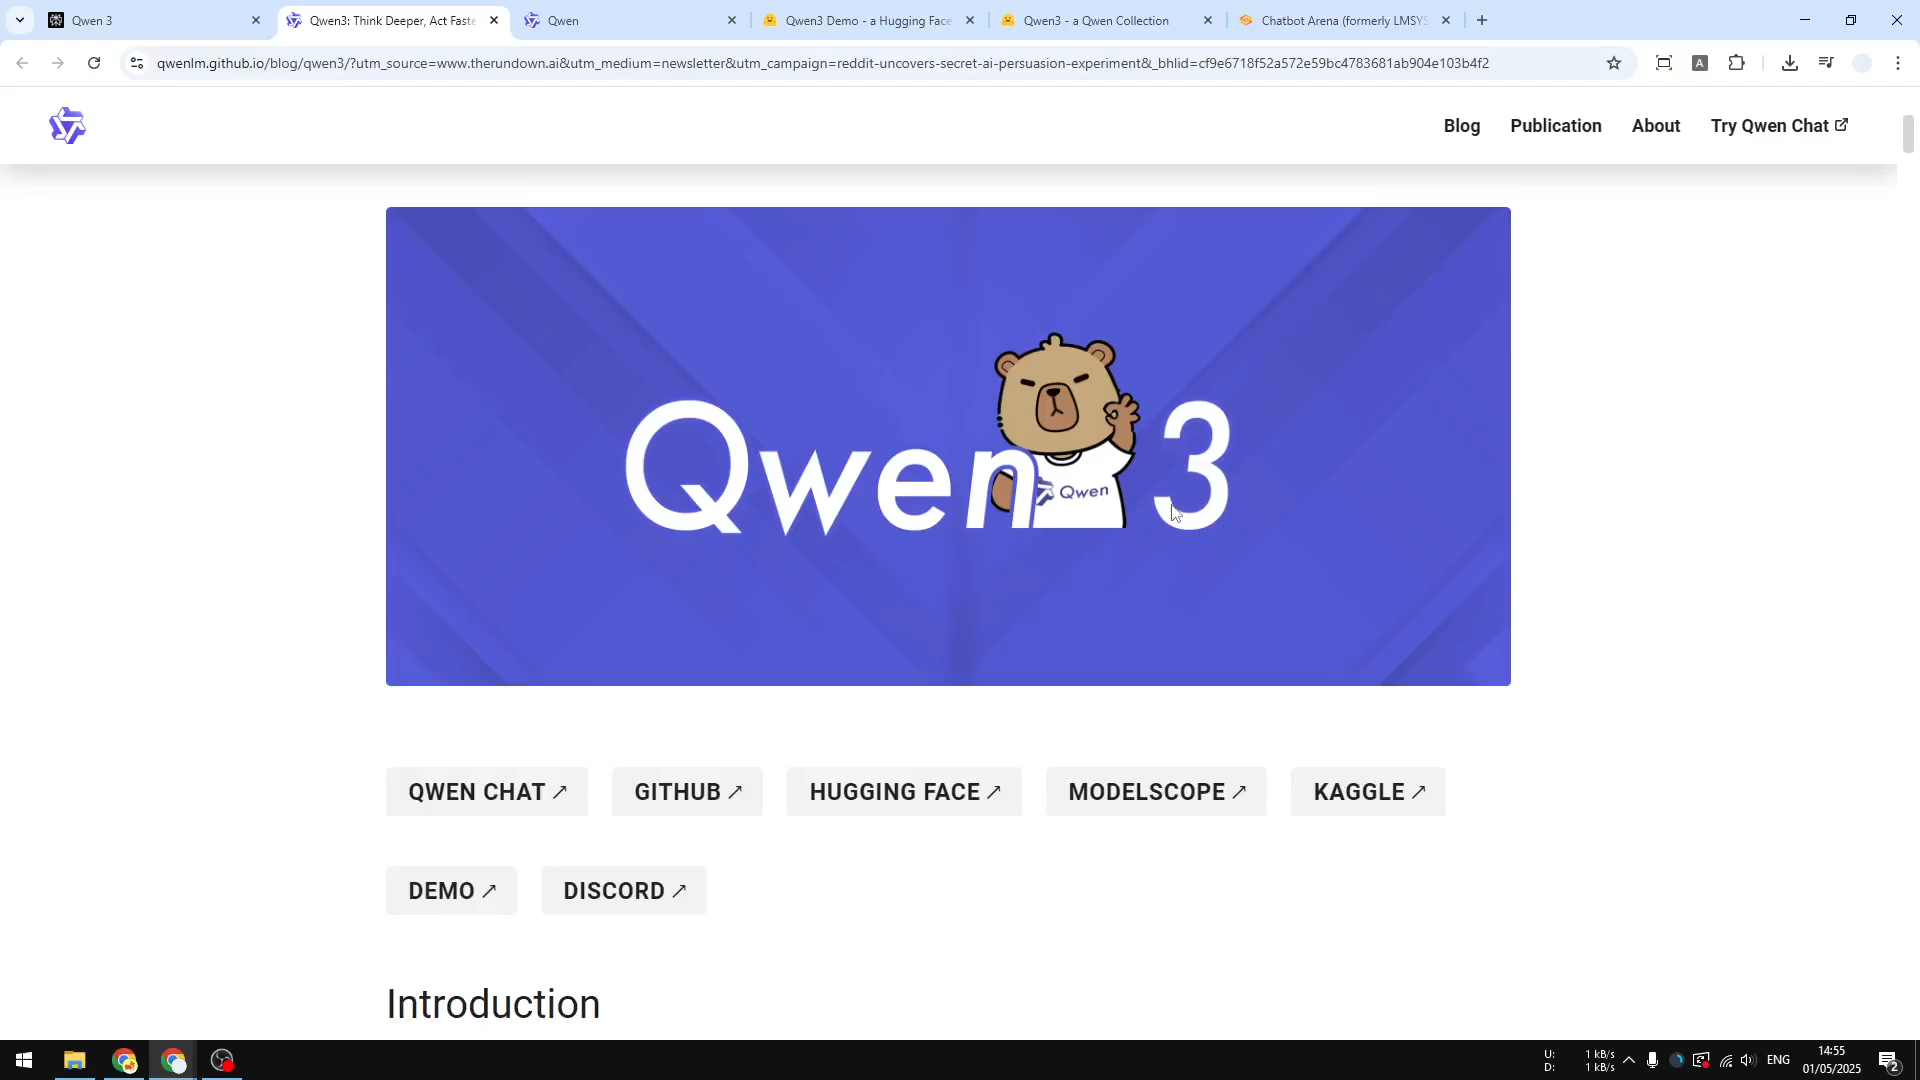 Qwen 3
Qwen3: Think Deeper, Act Faste
Qwen
Qwen3 Demo - a Hugging Face
Qwen3 - a Qwen Collection
Chatbot Arena (formerly LMSYS
qwenlm.github.io/blog/qwen3/?utm_source=www.therundown.ai&utm_medium=newsletter&utm_campaign=reddit-uncovers-secret-ai-persuasion-experiment&_bhlid=cf9e6718f52a572e59bc4783681ab904e103b4f2
A
Blog
Publication
About
Try Qwen Chat
Qwen 3
Qwen
QWEN CHAT ↗
GITHUB ↗
HUGGING FACE ↗
MODELSCOPE ↗
KAGGLE ↗
DEMO ↗
DISCORD ↗
Introduction
U: 1 kB/s
D: 1 kB/s
ENG
14:55
01/05/2025
2